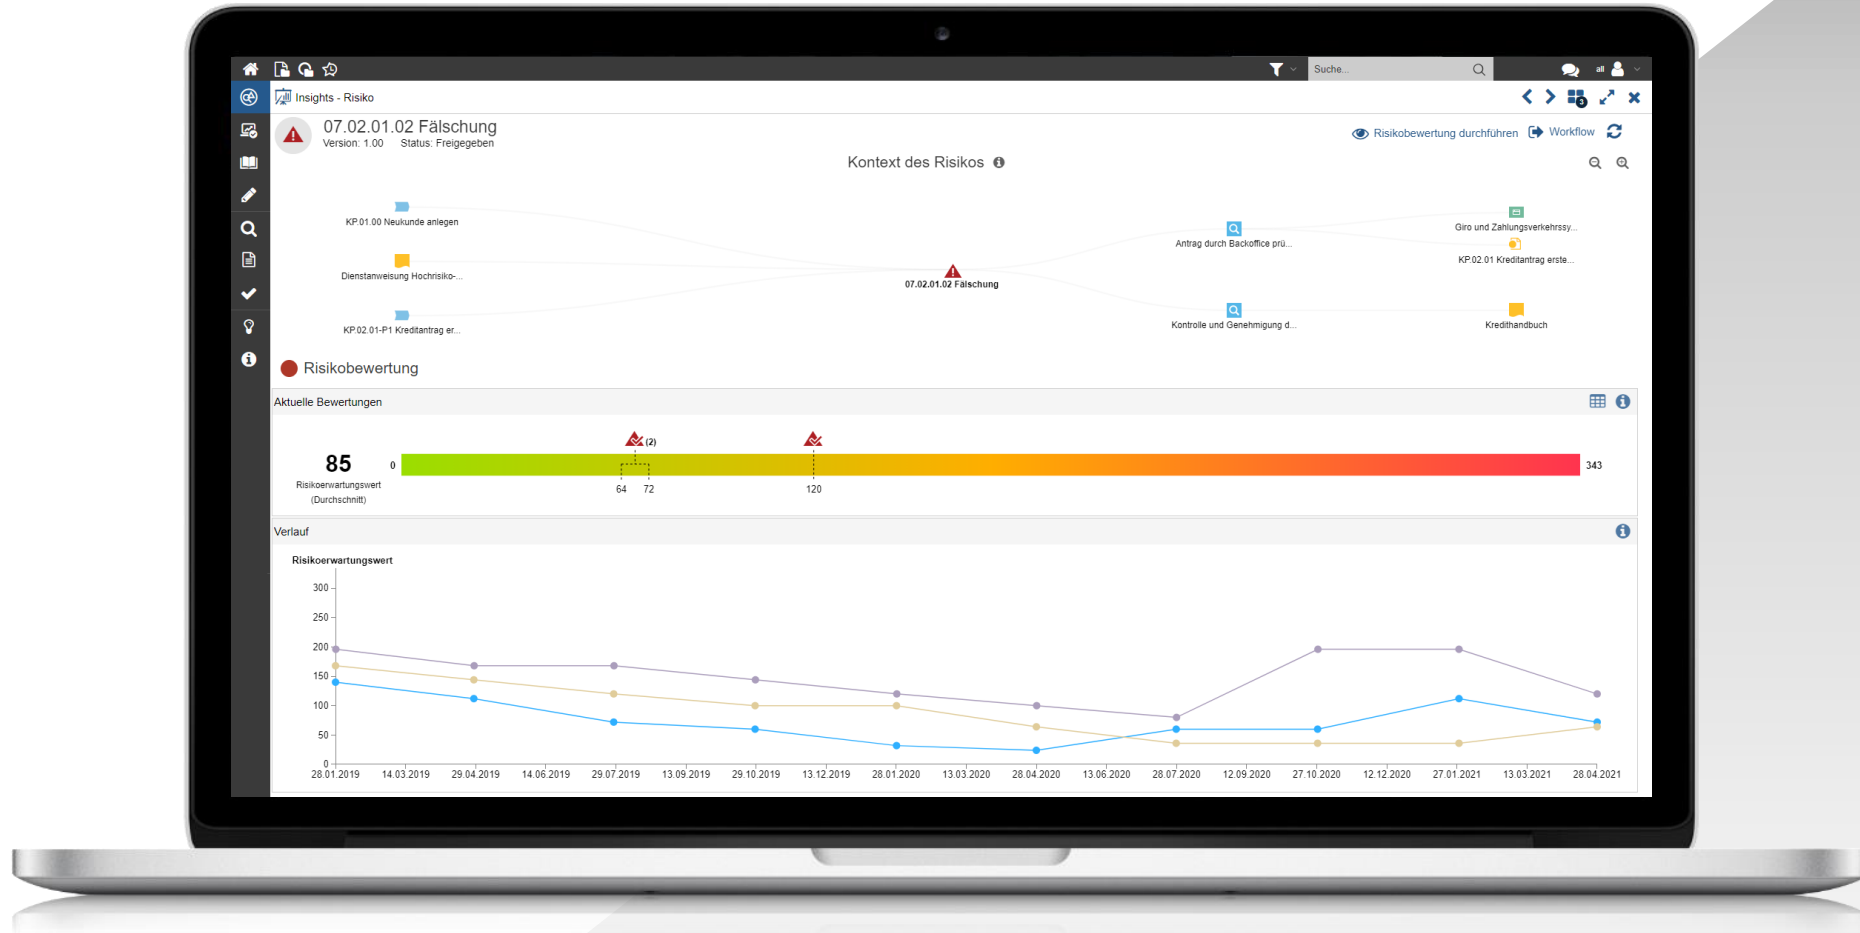 Suche...
all
Insights - Risiko
3
07.02.01.02 Fälschung
Version: 1.00 Status: Freigegeben
Risikobewertung durchführen Workflow
Kontext des Risikos
KP.01.00 Neukunde anlegen
Dienstanweisung Hochrisiko-...
KP.02.01-P1 Kreditantrag er...
07.02.01.02 Fälschung
Antrag durch Backoffice prü...
Kontrolle und Genehmigung d...
Giro und Zahlungsverkehrssy...
KP.02.01 Kreditantrag erste...
Kredithandbuch
Risikobewertung
Aktuelle Bewertungen
(2)
85
0
343
Risikoerwartungswert
(Durchschnitt)
64 72 120
Verlauf
Risikoerwartungswert
300
250
200
150
100
50
0
28.01.2019 14.03.2019 29.04.2019 14.06.2019 29.07.2019 13.09.2019 29.10.2019 13.12.2019 28.01.2020 13.03.2020 28.04.2020 13.06.2020 28.07.2020 12.09.2020 27.10.2020 12.12.2020 27.01.2021 13.03.2021 28.04.2021